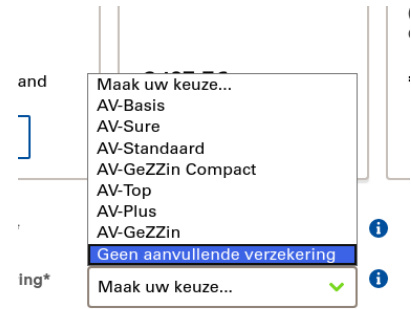 and
Maak uw keuze...
AV-Basis
AV-Sure
AV-Standaard
AV-GeZZin Compact
AV-Top
AV-Plus
AV-GeZZin
Geen aanvullende verzekering
ing*
Maak uw keuze...